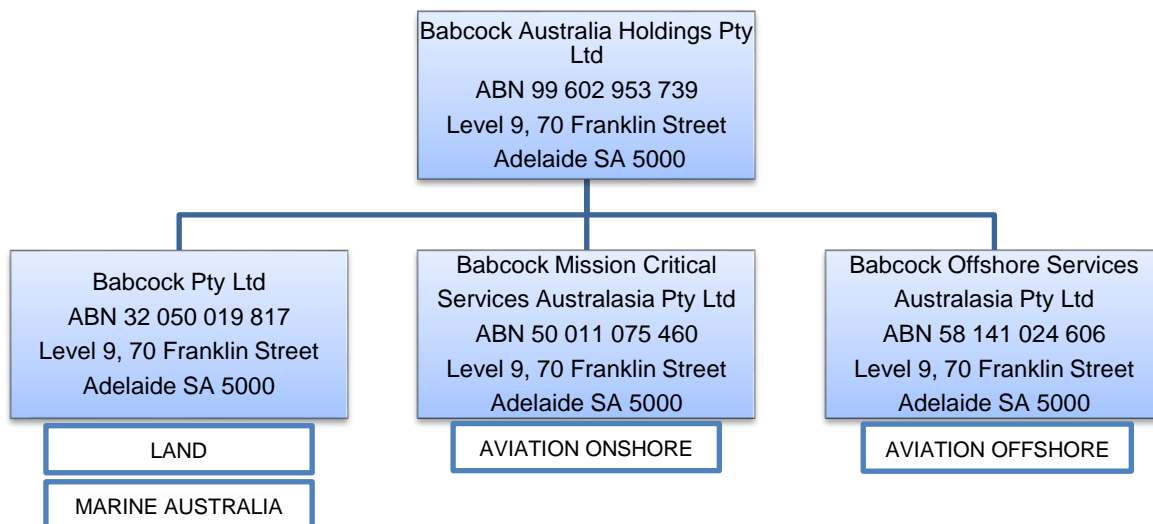 Babcock Australia Holdings Pty
Ltd
ABN 99 602 953 739
Level 9, 70 Franklin Street
Adelaide SA 5000
Babcock Pty Ltd
ABN 32 050 019 817
Level 9, 70 Franklin Street
Adelaide SA 5000
LAND
MARINE AUSTRALIA
Babcock Mission Critical
Services Australasia Pty Ltd
ABN 50 011 075 460
Level 9, 70 Franklin Street
Adelaide SA 5000
AVIATION ONSHORE
Babcock Offshore Services
Australasia Pty Ltd
ABN 58 141 024 606
Level 9, 70 Franklin Street
Adelaide SA 5000
AVIATION OFFSHORE